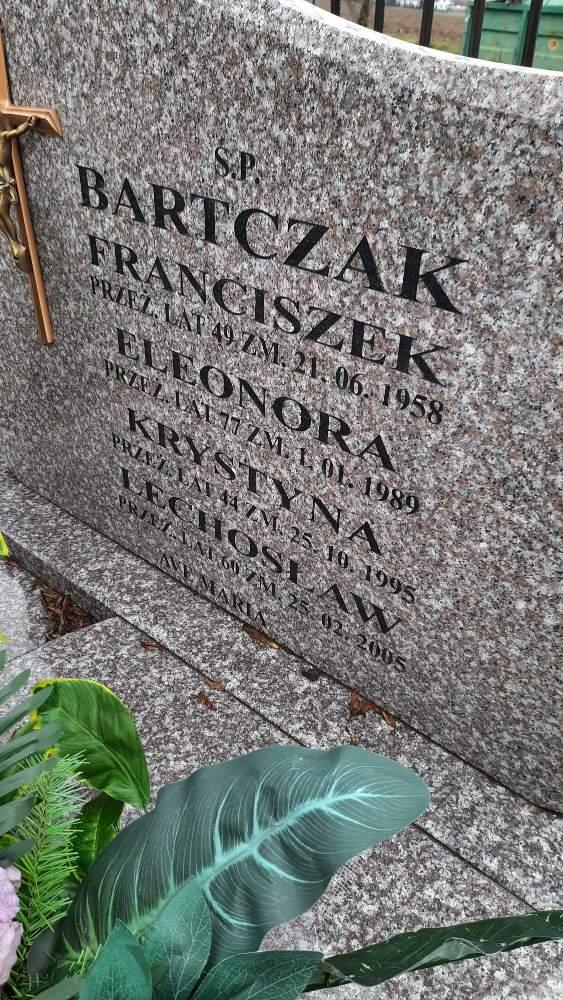 S.P.
BARTCZAK
FRANCISZEK
PRZEŻ. LAT 49 ZM. 21. 06. 1958
ELEONORA
PRZEŻ. LAT 77 ZM. 1. 01. 1989
KRYSTYNA
PRZEŻ. LAT 44 ZM. 25. 10. 1995
LECHOSŁAW
PRZEŻ. LAT 60 ZM. 25. 02. 2005
AVE MARIA